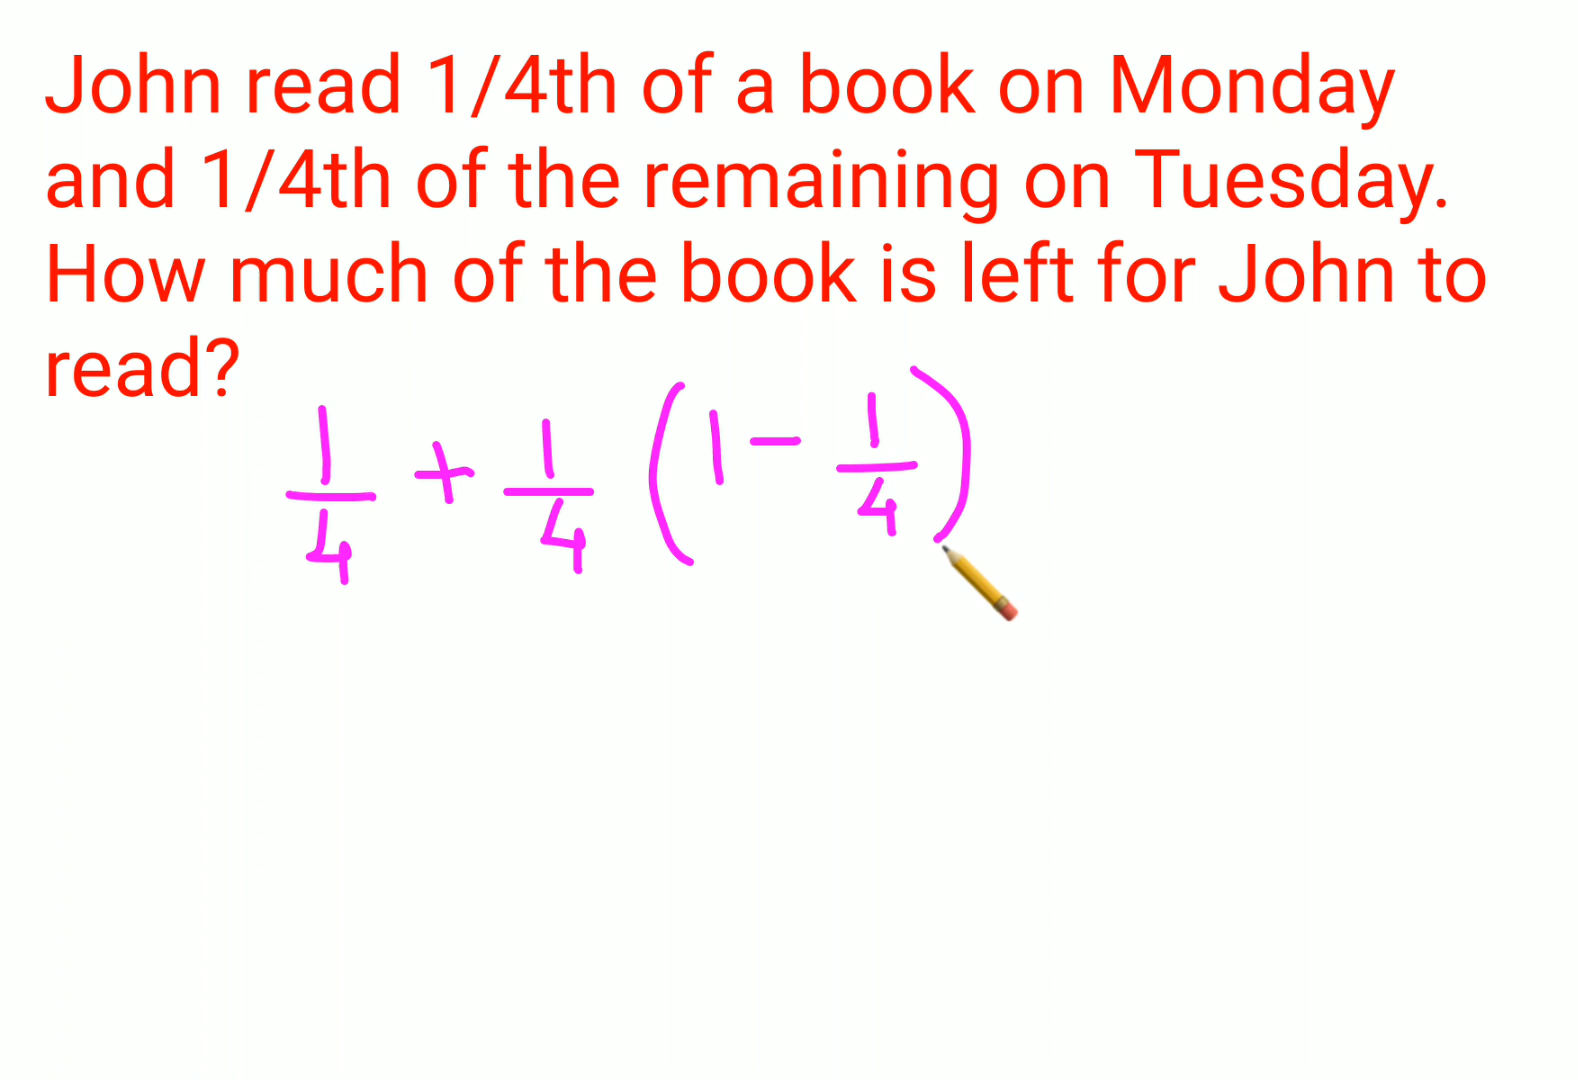 John read 1/4th of a book on Monday
and 1/4th of the remaining on Tuesday.
How much of the book is left for John to
read?
1/4 + 1/4 (1 - 1/4)